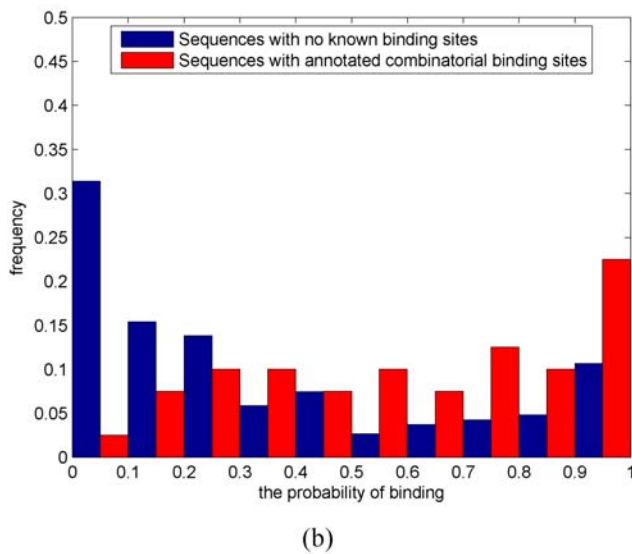 0.5
Sequences with no known binding sites
0.45
Sequences with annotated combinatorial binding sites
0.4
0.35
0.3
frequency
0.25
0.2
0.15
0.1
0.05
0
0 0.1 0.2 0.3 0.4 0.5 0.6 0.7 0.8 0.9 1
the probability of binding
(b)